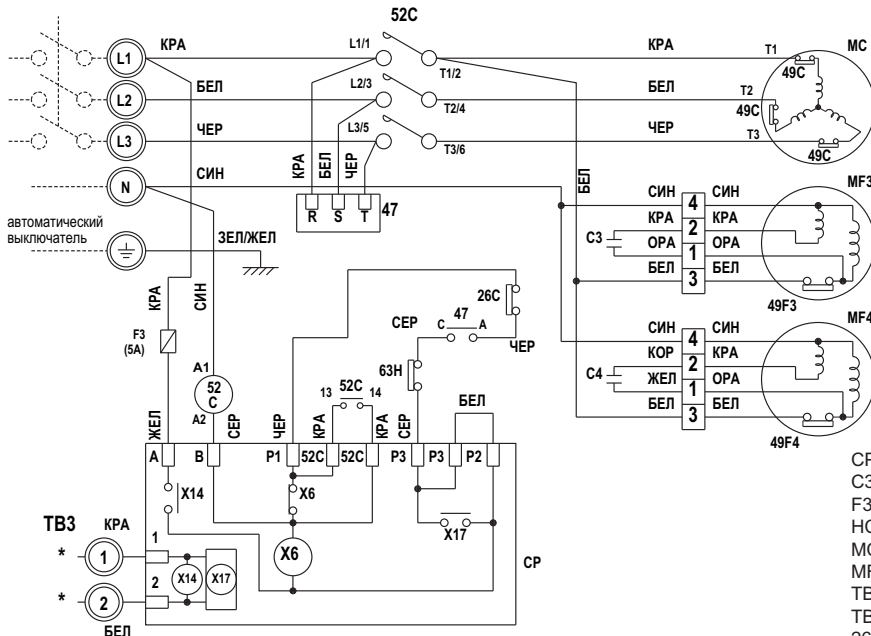 52C
L1
КРА
L1/1
T1/2
КРА
T1
MC
49C
L2
БЕЛ
L2/3
T2/4
БЕЛ
T2
49C
L3
ЧЕР
L3/5
T3/6
ЧЕР
T3
49C
N
СИН
КРА
БЕЛ
ЧЕР
БЕЛ
R
S
T
47
автоматический
выключатель
ЗЕЛ/ЖЕЛ
MF3
СИН
4
СИН
КРА
2
КРА
C3
ОРА
1
ОРА
БЕЛ
3
БЕЛ
49F3
КРА
СИН
F3
(5A)
26C
47
СЕР
C
A
ЧЕР
63H
MF4
СИН
4
СИН
КОР
2
КРА
C4
ЖЕЛ
1
ОРА
БЕЛ
3
БЕЛ
49F4
A1
52
C
A2
ЖЕЛ
СЕР
ЧЕР
КРА
13
52C
14
КРА
СЕР
БЕЛ
A
B
P1
52C
52C
P3
P3
P2
X14
X6
X17
X6
CP
TB3
КРА
*
1
1
X14
X17
*
2
2
БЕЛ
CF
C3
F3
HC
MC
MF
TB
TB